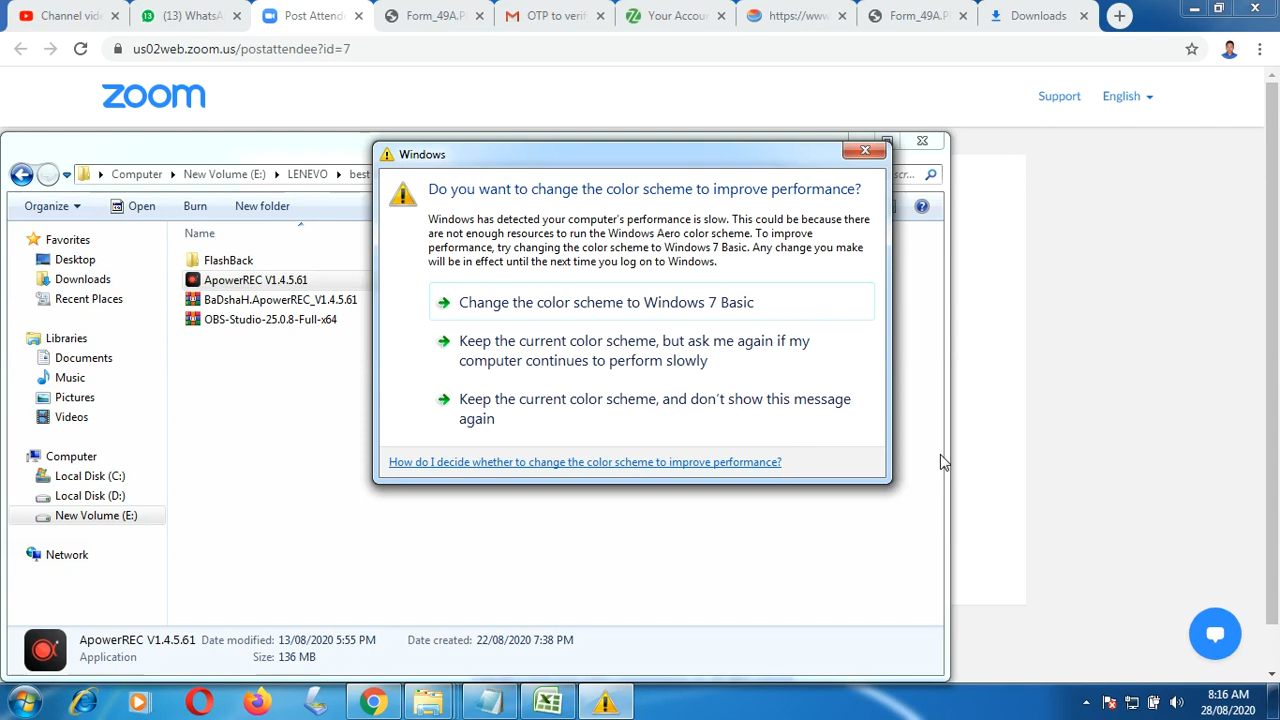 Channel vide
(13) WhatsA
Post Attend
Form_49A.P
OTP to verif
Your Accou
https://www
Form_49A.P
Downloads
us02web.zoom.us/postattendee?id=7
zoom
Support
English
Computer
New Volume (E:)
LENEVO
best
scr...
Organize
Open
Burn
New folder
Favorites
Desktop
Downloads
Recent Places
Libraries
Documents
Music
Pictures
Videos
Computer
Local Disk (C:)
Local Disk (D:)
New Volume (E:)
Network
Name
FlashBack
ApowerREC V1.4.5.61
BaDshaH.ApowerREC_V1.4.5.61
OBS-Studio-25.0.8-Full-x64
Windows
Do you want to change the color scheme to improve performance?
Windows has detected your computer's performance is slow. This could be because there
are not enough resources to run the Windows Aero color scheme. To improve
performance, try changing the color scheme to Windows 7 Basic. Any change you make
will be in effect until the next time you log on to Windows.
Change the color scheme to Windows 7 Basic
Keep the current color scheme, but ask me again if my
computer continues to perform slowly
Keep the current color scheme, and don't show this message
again
How do I decide whether to change the color scheme to improve performance?
ApowerREC V1.4.5.61 Date modified: 13/08/2020 5:55 PM Date created: 22/08/2020 7:38 PM
Application Size: 136 MB
8:16 AM
28/08/2020